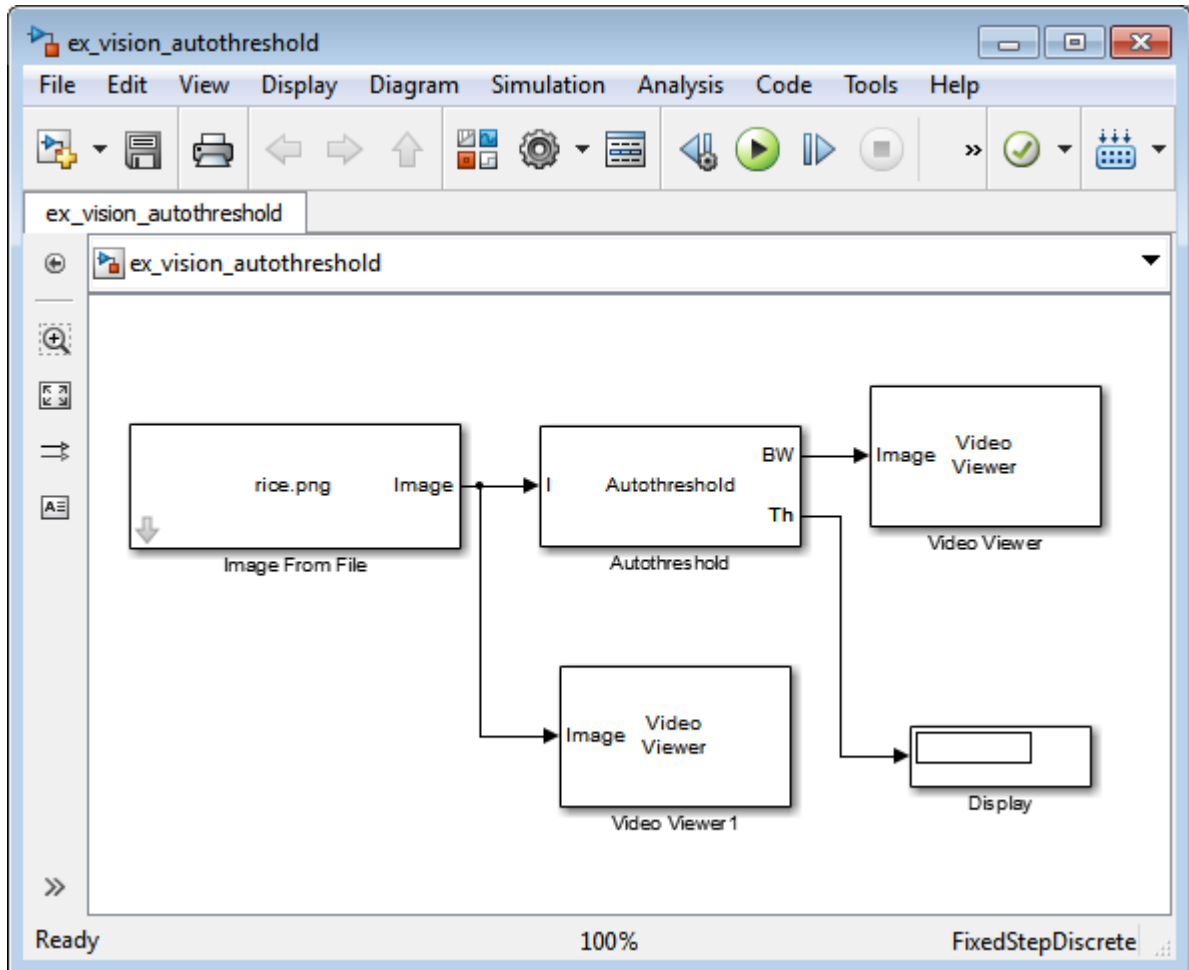 ex_vision_autothreshold
File Edit View Display Diagram Simulation Analysis Code Tools Help
ex_vision_autothreshold
ex_vision_autothreshold
rice.png
Image
Image From File
I
Autothreshold
BW
Th
Autothreshold
Image
Video
Viewer
Video Viewer
Image
Video
Viewer
Video Viewer1
Display
Ready 100% FixedStepDiscrete